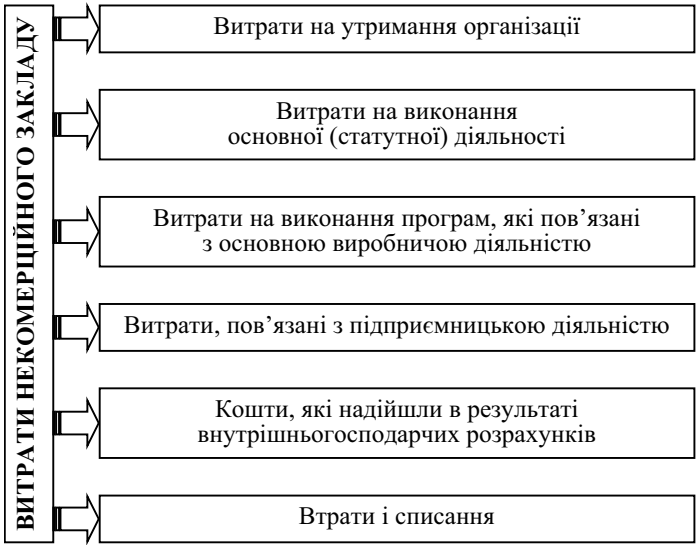 ВИТРАТИ НЕКОМЕРЦІЙНОГО ЗАКЛАДУ
Витрати на утримання організації
Витрати на виконання
основної (статутної) діяльності
Витрати на виконання програм, які пов’язані
з основною виробничою діяльністю
Витрати, пов’язані з підприємницькою діяльністю
Кошти, які надійшли в результаті
внутрішньогосподарчих розрахунків
Втрати і списання